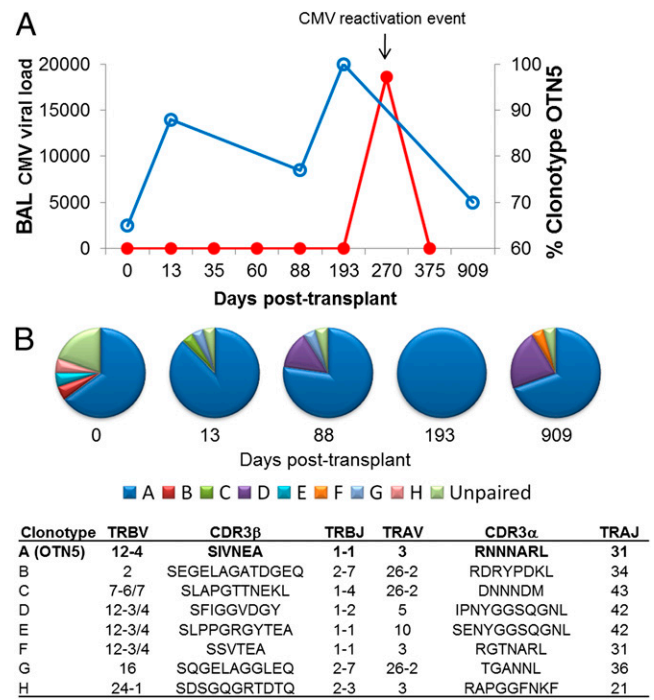 A
CMV reactivation event
BAL CMV viral load
20000
15000
10000
5000
0
100
90
80
70
60
% Clonotype OTN5
0 13 35 60 88 193 270 375 909
Days post-transplant
B
0 13 88 193 909
Days post-transplant
A B C D E F G H Unpaired
Clonotype TRBV CDR3β TRBJ TRAV CDR3α TRAJ
A (OTN5) 12-4 SIVNEA 1-1 3 RNNNARL 31
B 2 SEGELAGATDGEQ 2-7 26-2 RDRYPDKL 34
C 7-6/7 SLAPGTTNEKL 1-4 26-2 DNNNDM 43
D 12-3/4 SFIGGVDGY 1-2 5 IPNYGGSQGNL 42
E 12-3/4 SLPPGRGYTEA 1-1 10 SENYGGSQGNL 42
F 12-3/4 SSVTEA 1-1 3 RGTNARL 31
G 16 SQGELAGGLEQ 2-7 26-2 TGANNL 36
H 24-1 SDSGQGRTDTQ 2-3 3 RAPGGFNKF 21